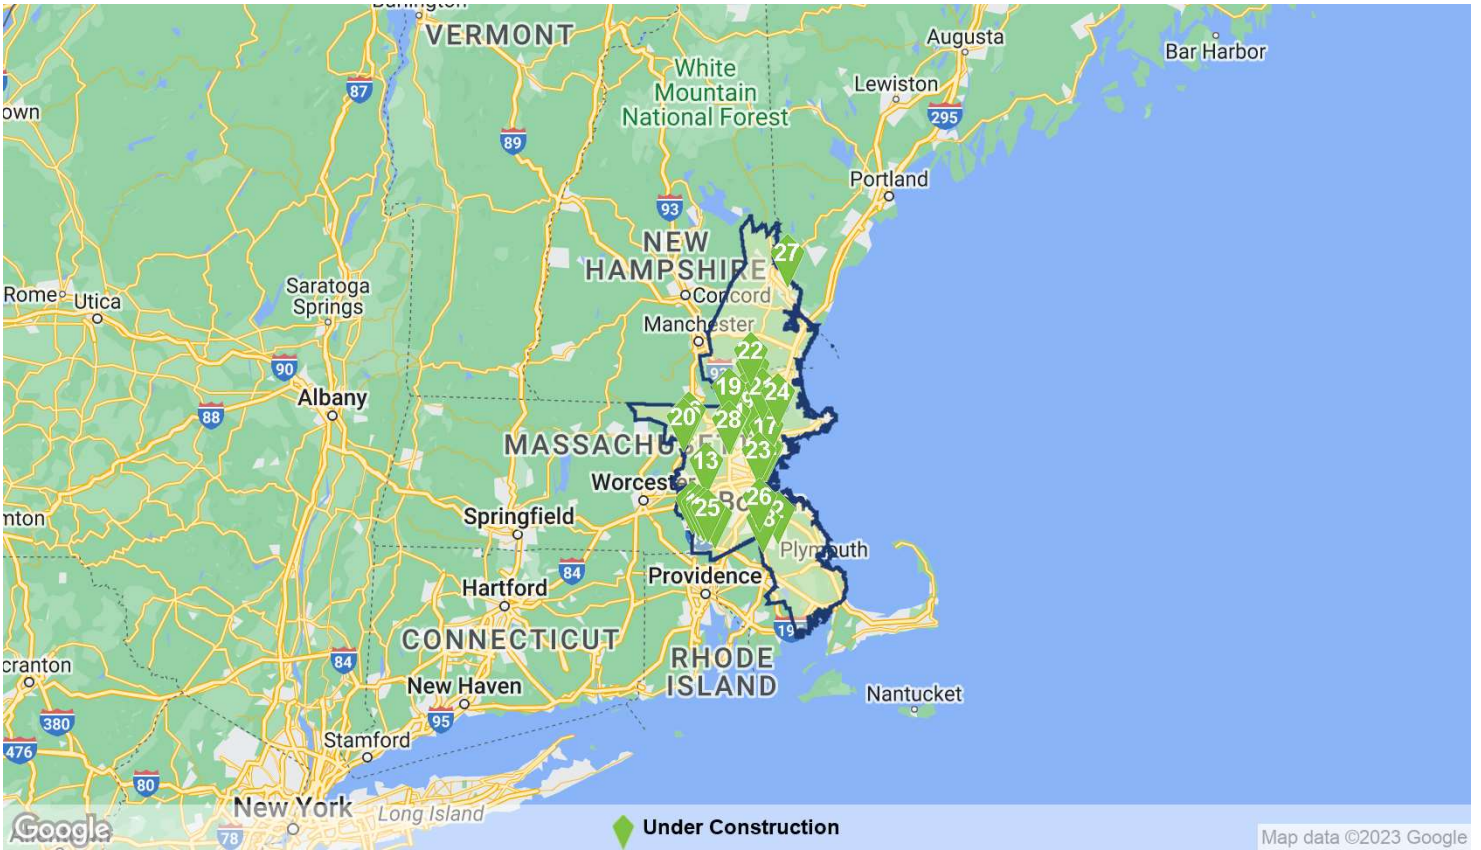 VERMONT
Augusta
Bar Harbor
White
Mountain
National Forest
Lewiston
87
295
89
Portland
93
NEW
HAMPSHIRE
27
Concord
Saratoga
Springs
Rome
Utica
Manchester
22
90
93
19
24
Albany
88
20
28
17
MASSACHUSET
23
13
Worcester
26
25
Springfield
Plymouth
84
Providence
Hartford
195
CONNECTICUT
84
RHODE
ISLAND
New Haven
Nantucket
95
380
476
Stamford
80
New York
Long Island
Under Construction
Google
78
Map data ©2023 Google